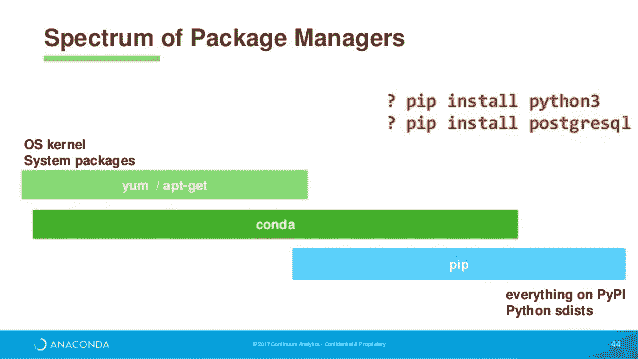 Spectrum of Package Managers
? pip install python3
? pip install postgresql
OS kernel
System packages
yum / apt-get
conda
pip
everything on PyPI
Python sdists
ANACONDA
© 2017 Continuum Analytics - Confidential & Proprietary